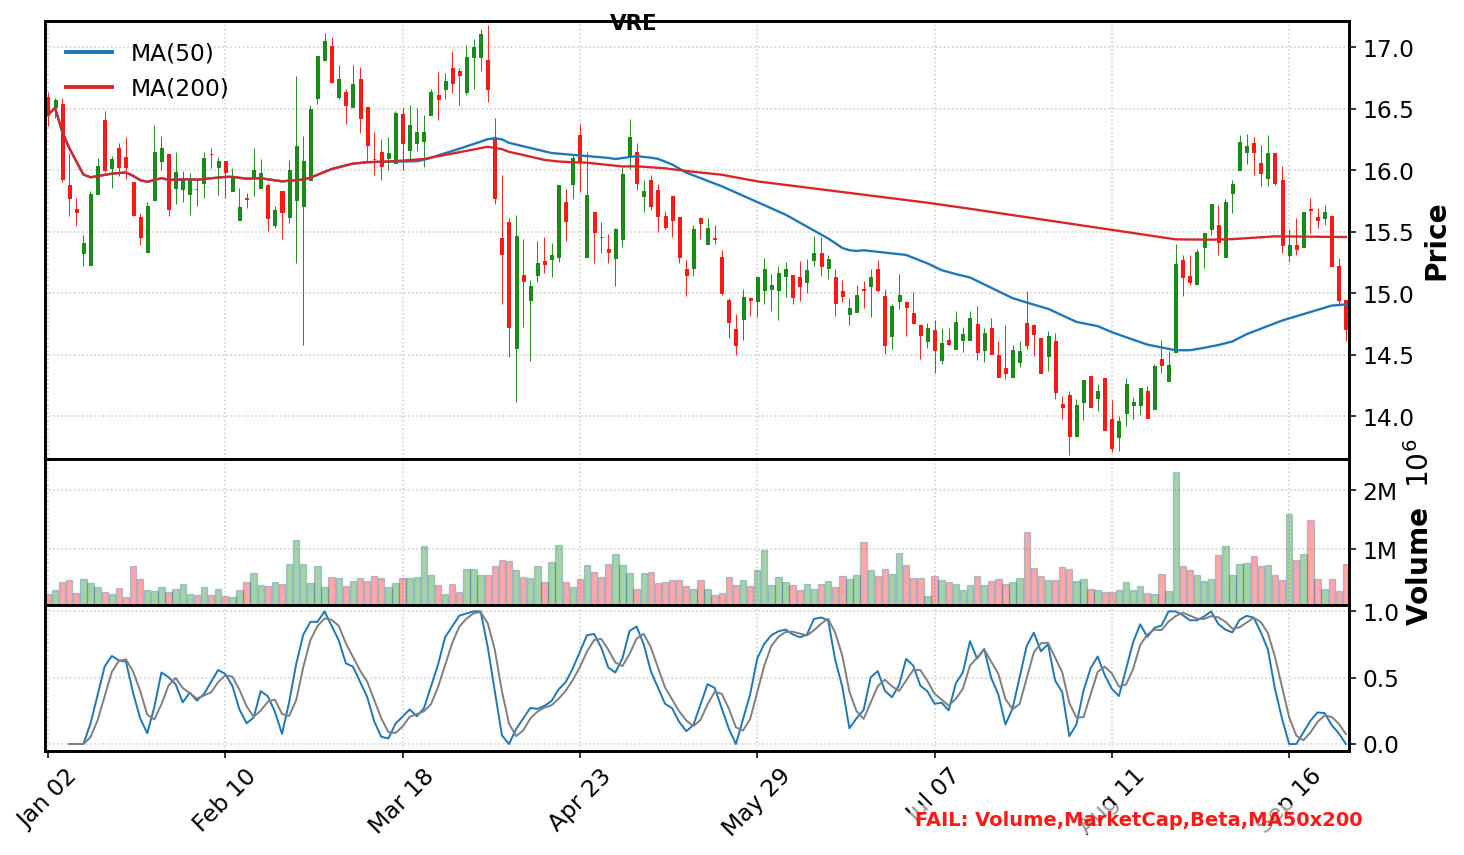 VRE
MA(50)
MA(200)
17.0
16.5
16.0
15.5
15.0
14.5
14.0
Price
2M
1M
Volume 10⁶
1.0
0.5
0.0
Jan 02
Feb 10
Mar 18
Apr 23
May 29
Jul 07
Aug 11
Sep 16
FAIL: Volume,MarketCap,Beta,MA50x200